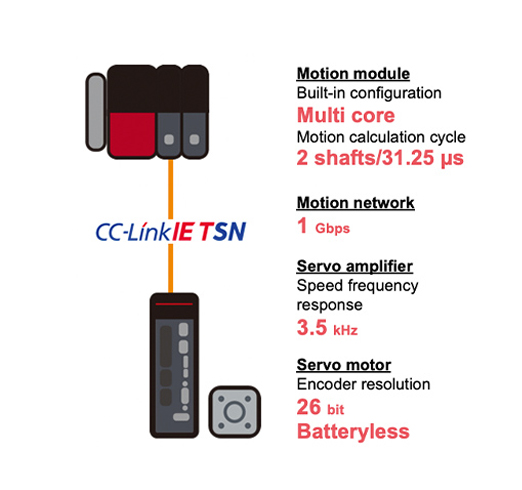 Motion module
Built-in configuration
Multi core
Motion calculation cycle
2 shafts/31.25 µs
CC-Link IE TSN
Motion network
1 Gbps
Servo amplifier
Speed frequency
response
3.5 kHz
Servo motor
Encoder resolution
26 bit
Batteryless